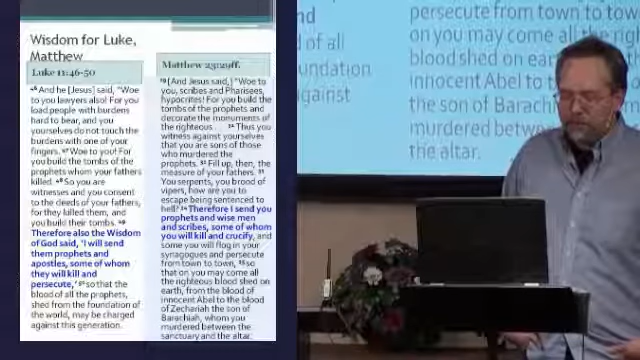 Wisdom for Luke,
Matthew
Luke 11:46-50
46 And he [Jesus] said, "Woe
to you lawyers also! For you
load people with burdens
hard to bear, and you
yourselves do not touch the
burdens with one of your
fingers. 47 Woe to you! For you
build the tombs of the
prophets whom your fathers
killed. 48 So you are
witnesses and you consent
to the deeds of your fathers,
for they killed them, and
you build their tombs. 49
Therefore also the Wisdom
of God said, 'I will send
them prophets and
apostles, some of whom
they will kill and
persecute,' 50 so that the
blood of all the prophets,
shed from the foundation of
the world, may be charged
against this generation.
Matthew 23:29ff.
29 [And Jesus said,] "Woe to
you, scribes and Pharisees,
hypocrites! For you build the
tombs of the prophets and
decorate the monuments of
the righteous ... 31 Thus you
witness against yourselves
that you are sons of those
who murdered the
prophets. 32 Fill up, then, the
measure of your fathers. 33
You serpents, you brood of
vipers, how are you to
escape being sentenced to
hell? 34 Therefore I send you
prophets and wise men
and scribes, some of whom
you will kill and crucify, and
some you will flog in your
synagogues and persecute
from town to town, 35 so
that on you may come all
the righteous blood shed on
earth, from the blood of
innocent Abel to the blood
of Zechariah the son of
Barachiah, whom you
murdered between the
sanctuary and the altar.
nd
d of all
undation
against
persecute from town to tow
on you may come all the righ
blood shed on earth, from th
innocent Abel to
the son of Barachia
murdered betwee
the altar.